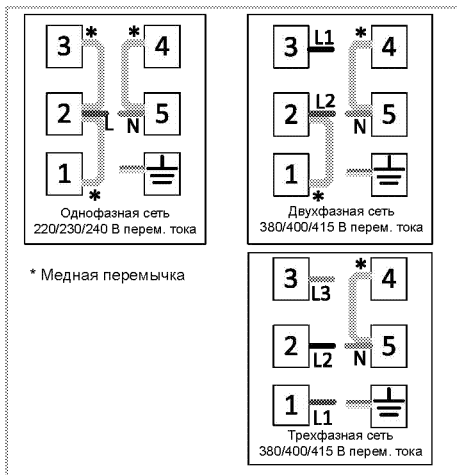 3 * * 4
2 L N 5
1 *
Однофазная сеть
220/230/240 В перем. тока
3 L1 * 4
2 L2 N 5
1 *
Двухфазная сеть
380/400/415 В перем. тока
* Медная перемычка
3 L3 * 4
2 L2 N 5
1 L1
Трехфазная сеть
380/400/415 В перем. тока